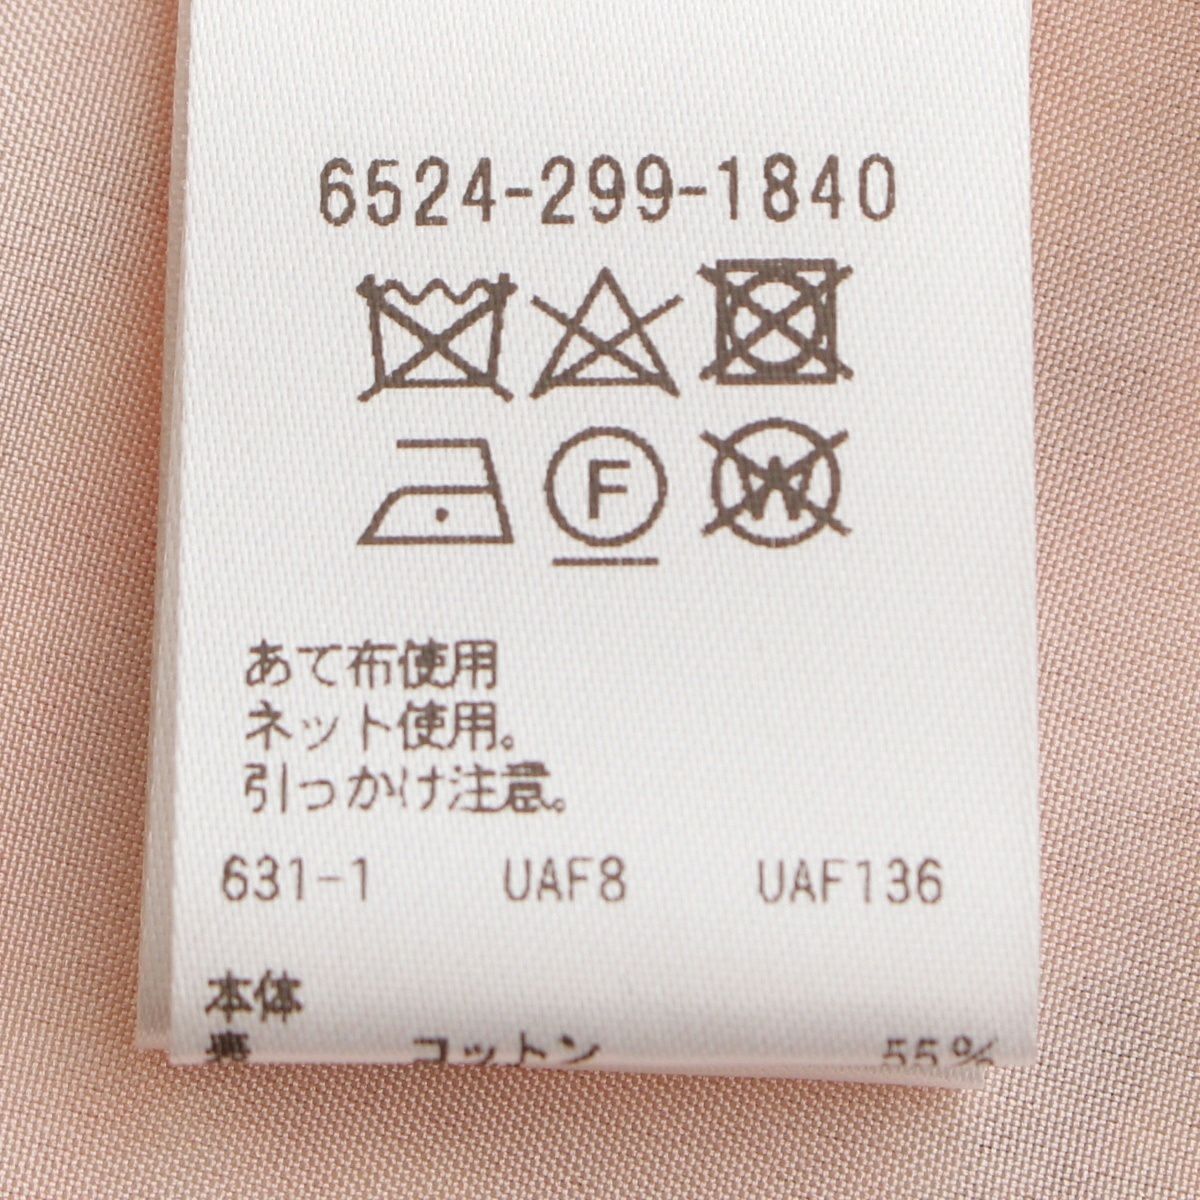 6524-299-1840
F W
あて布使用
ネット使用。
引っかけ注意。
631-1 UAF8 UAF136
本体
コットン 55%